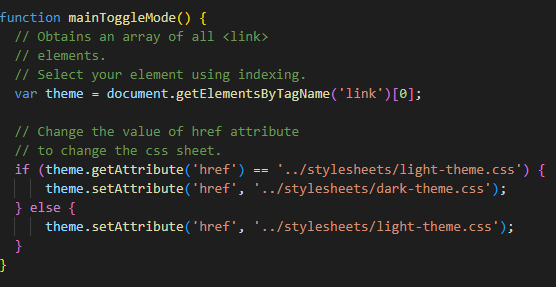 function mainToggleMode() {
// Obtains an array of all <link>
// elements.
// Select your element using indexing.
var theme = document.getElementsByTagName('link')[0];
// Change the value of href attribute
// to change the css sheet.
if (theme.getAttribute('href') == '../stylesheets/light-theme.css') {
theme.setAttribute('href', '../stylesheets/dark-theme.css');
} else {
theme.setAttribute('href', '../stylesheets/light-theme.css');
}
}